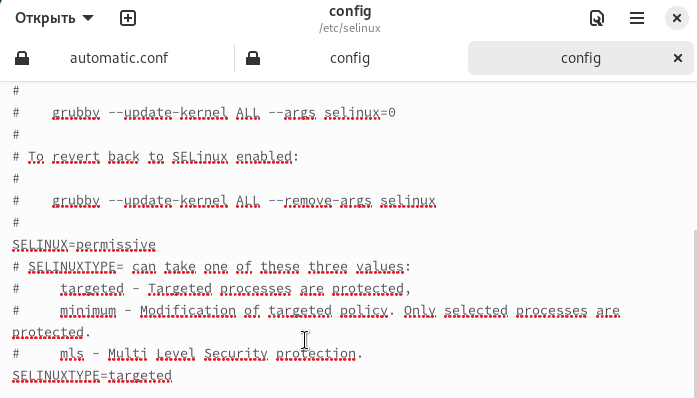 Открыть
config
/etc/selinux
automatic.conf
config
config
#
#    grubby --update-kernel ALL --args selinux=0
#
# To revert back to SELinux enabled:
#
#    grubby --update-kernel ALL --remove-args selinux
#
SELINUX=permissive
# SELINUXTYPE= can take one of these three values:
#     targeted - Targeted processes are protected,
#     minimum - Modification of targeted policy. Only selected processes are
protected.
#     mls - Multi Level Security protection.
SELINUXTYPE=targeted